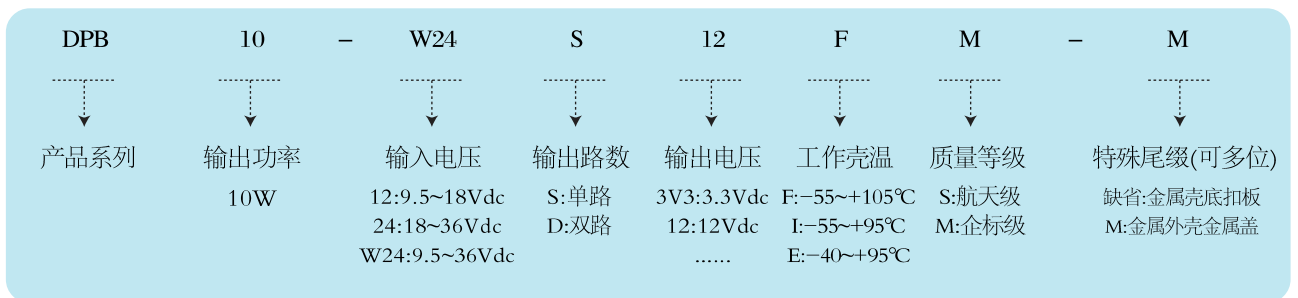 DPB 10 - W24 S 12 F M - M
产品系列 输出功率 输入电压 输出路数 输出电压 工作壳温 质量等级 特殊尾缀(可多位)
10W 12:9.5~18Vdc S:单路 3V3:3.3Vdc F:-55~+105℃ S:航天级 缺省:金属壳底扣板
24:18~36Vdc D:双路 12:12Vdc I:-55~+95℃ M:企标级 M:金属外壳金属盖
W24:9.5~36Vdc ...... E:-40~+95℃